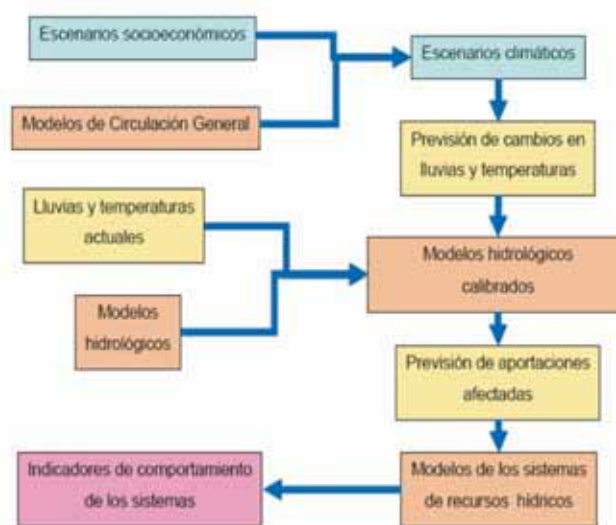 Escenarios socioeconómicos
Escenarios climáticos
Modelos de Circulación General
Previsión de cambios en
lluvias y temperaturas
Lluvias y temperaturas
actuales
Modelos hidrológicos
calibrados
Modelos
hidrológicos
Previsión de aportaciones
afectadas
Indicadores de comportamiento
de los sistemas
Modelos de los sistemas
de recursos hídricos